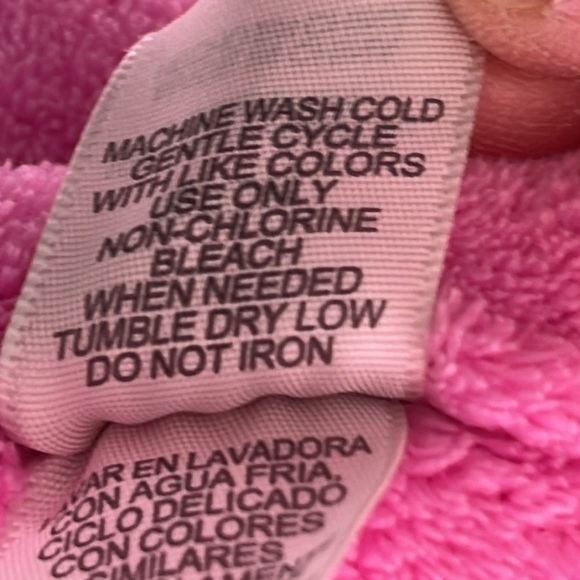 MACHINE WASH COLD
GENTLE CYCLE
WITH LIKE COLORS
USE ONLY
NON-CHLORINE
BLEACH
WHEN NEEDED
TUMBLE DRY LOW
DO NOT IRON
EN LAVADORA
CON AGUA FRIA,
CICLO DELICADO
CON COLORES
SIMILARES